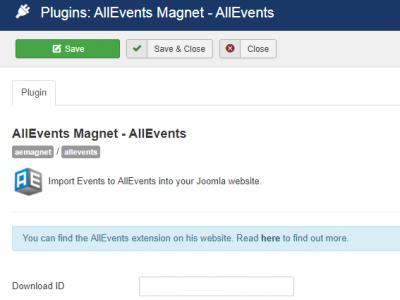 Plugins: AllEvents Magnet - AllEvents
Save
Save & Close
Close
Plugin
AllEvents Magnet - AllEvents
aemagnet / allevents
Import Events to AllEvents into your Joomla website.
You can find the AllEvents extension on his website. Read here to find out more.
Download ID